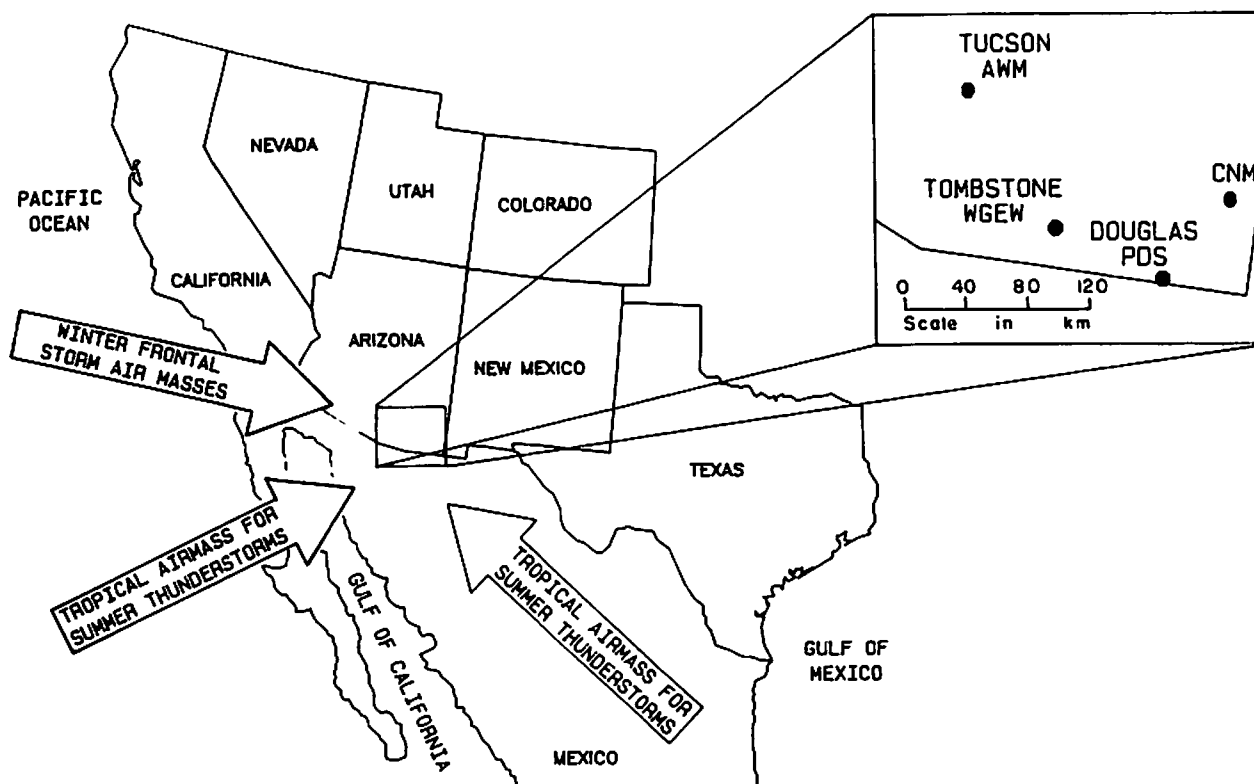 TUCSON
AWM
CNM
TOMBSTONE
WGEW
DOUGLAS
PDS
0 40 80 120
Scale in km
NEVADA
UTAH
COLORADO
PACIFIC
OCEAN
CALIFORNIA
ARIZONA
NEW MEXICO
WINTER FRONTAL
STORM AIR MASSES
TEXAS
TROPICAL AIRMASS FOR
SUMMER THUNDERSTORMS
TROPICAL AIRMASS FOR
SUMMER THUNDERSTORMS
GULF OF CALIFORNIA
GULF OF
MEXICO
MEXICO